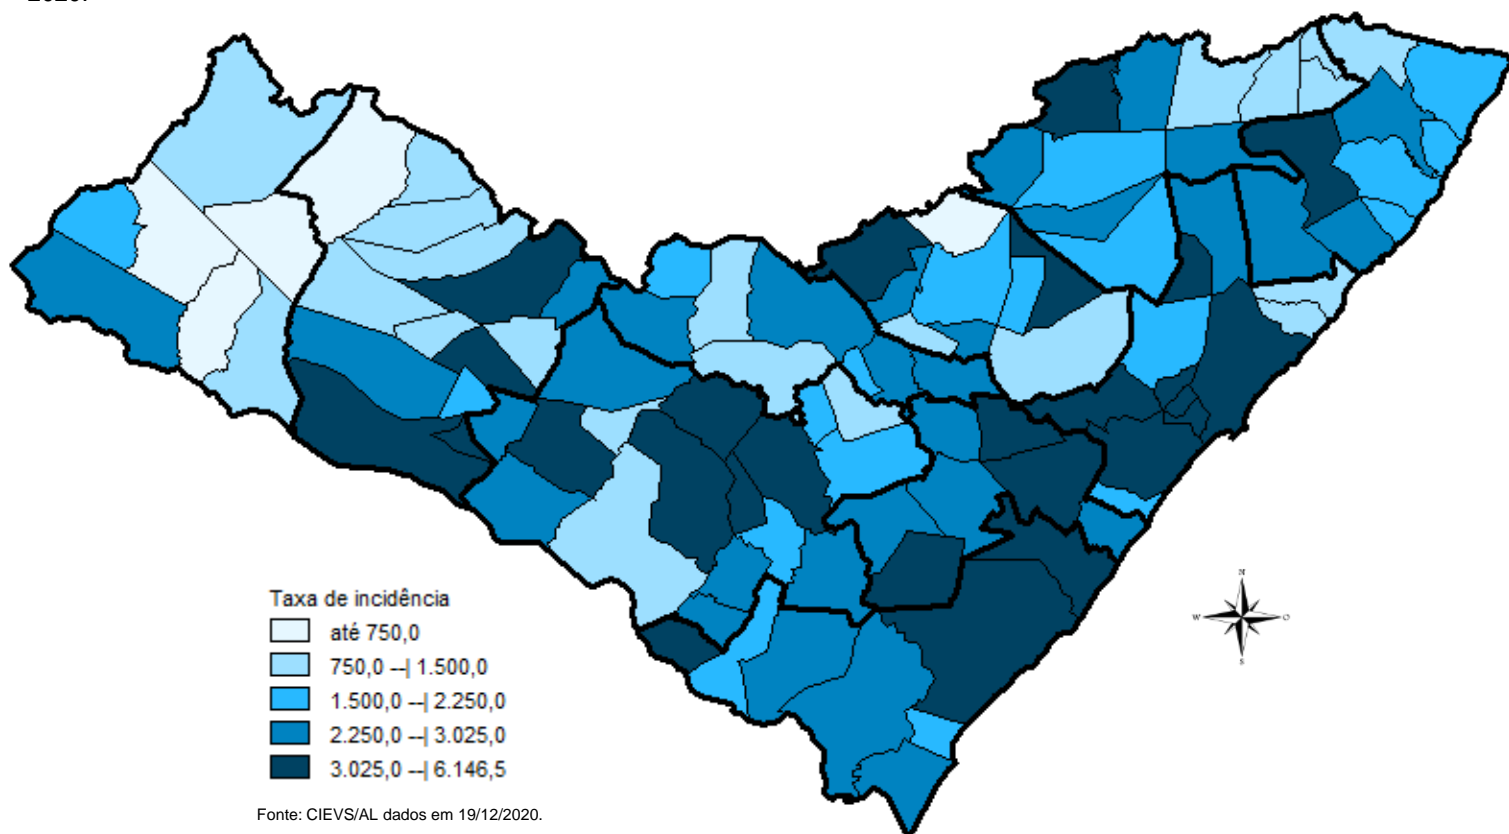 2020.
Taxa de incidência
até 750,0
750,0 --| 1.500,0
1.500,0 --| 2.250,0
2.250,0 --| 3.025,0
3.025,0 --| 6.146,5
Fonte: CIEVS/AL dados em 19/12/2020.
N
W
O
S